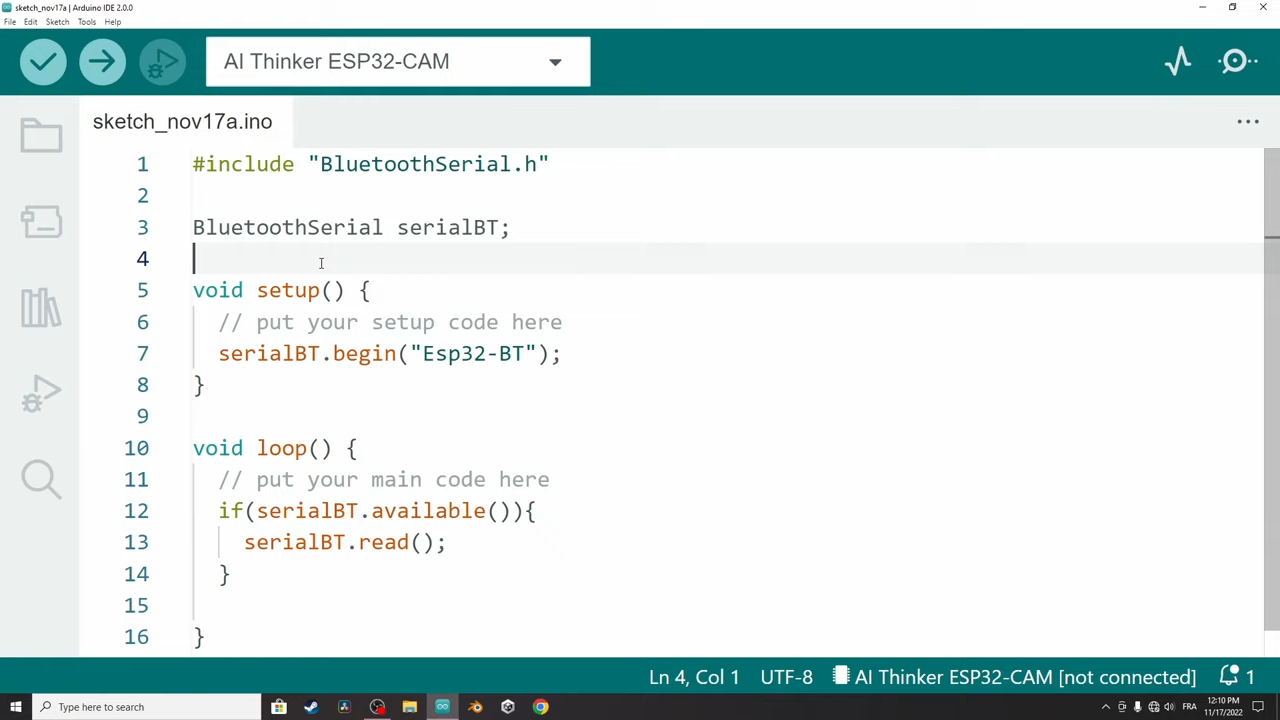 sketch_nov17a | Arduino IDE 2.0.0
File Edit Sketch Tools Help
AI Thinker ESP32-CAM
sketch_nov17a.ino
1 #include "BluetoothSerial.h"
2
3 BluetoothSerial serialBT;
4
5 void setup() {
6 // put your setup code here
7 serialBT.begin("Esp32-BT");
8 }
9
10 void loop() {
11 // put your main code here
12 if(serialBT.available()){
13 serialBT.read();
14 }
15
16 }
Ln 4, Col 1 UTF-8 AI Thinker ESP32-CAM [not connected] 1
Type here to search
FRA
12:10 PM
11/17/2022